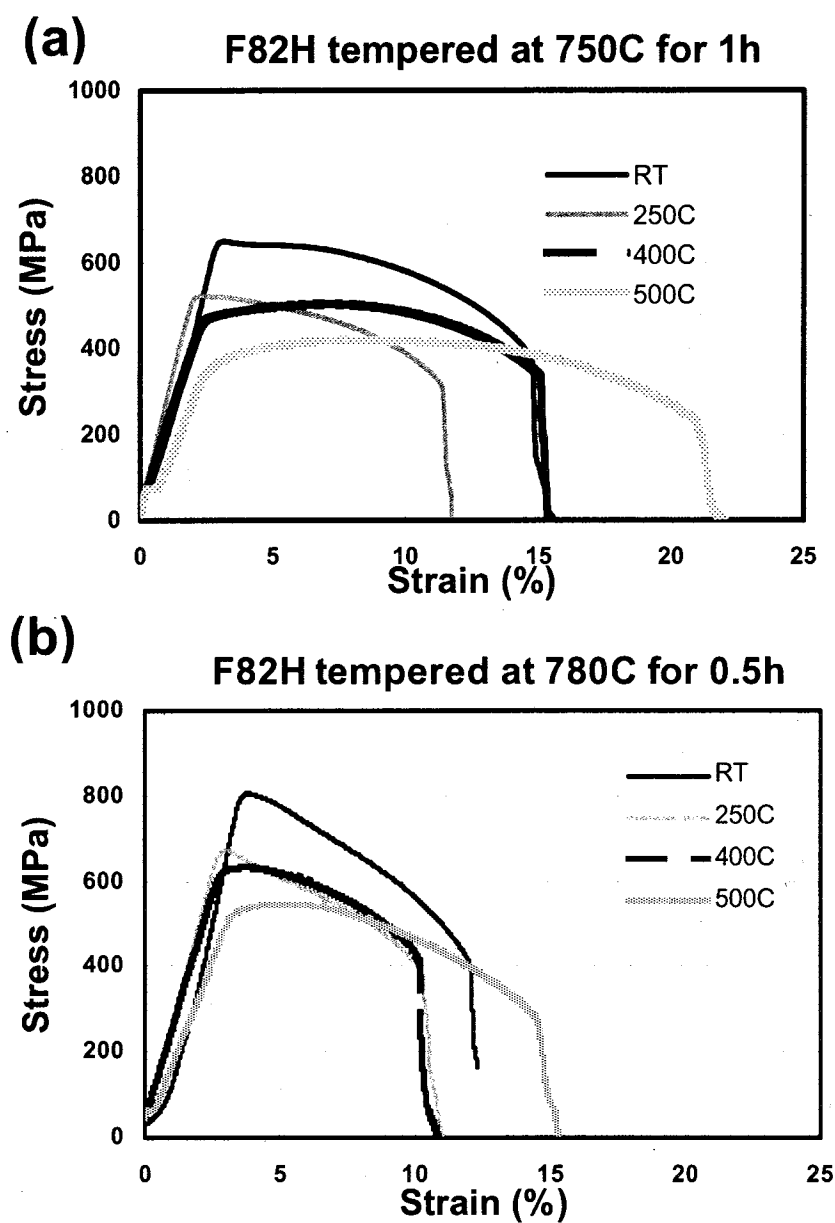 (a)
F82H tempered at 750C for 1h
1000
800
600
400
200
0
Stress (MPa)
RT
250C
400C
500C
0 5 10 15 20 25
Strain (%)
(b)
F82H tempered at 780C for 0.5h
1000
800
600
400
200
0
Stress (MPa)
RT
250C
400C
500C
0 5 10 15 20 25
Strain (%)